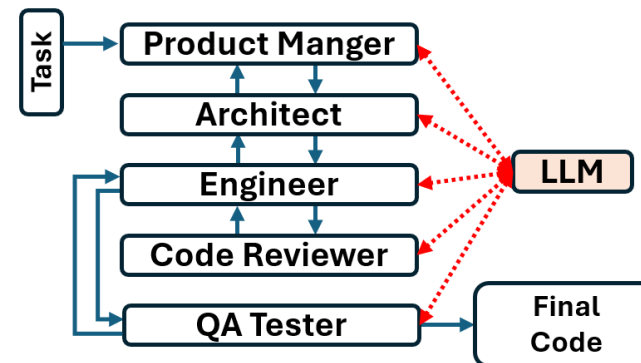 Task
Product Manger
Architect
Engineer
Code Reviewer
QA Tester
LLM
Final
Code